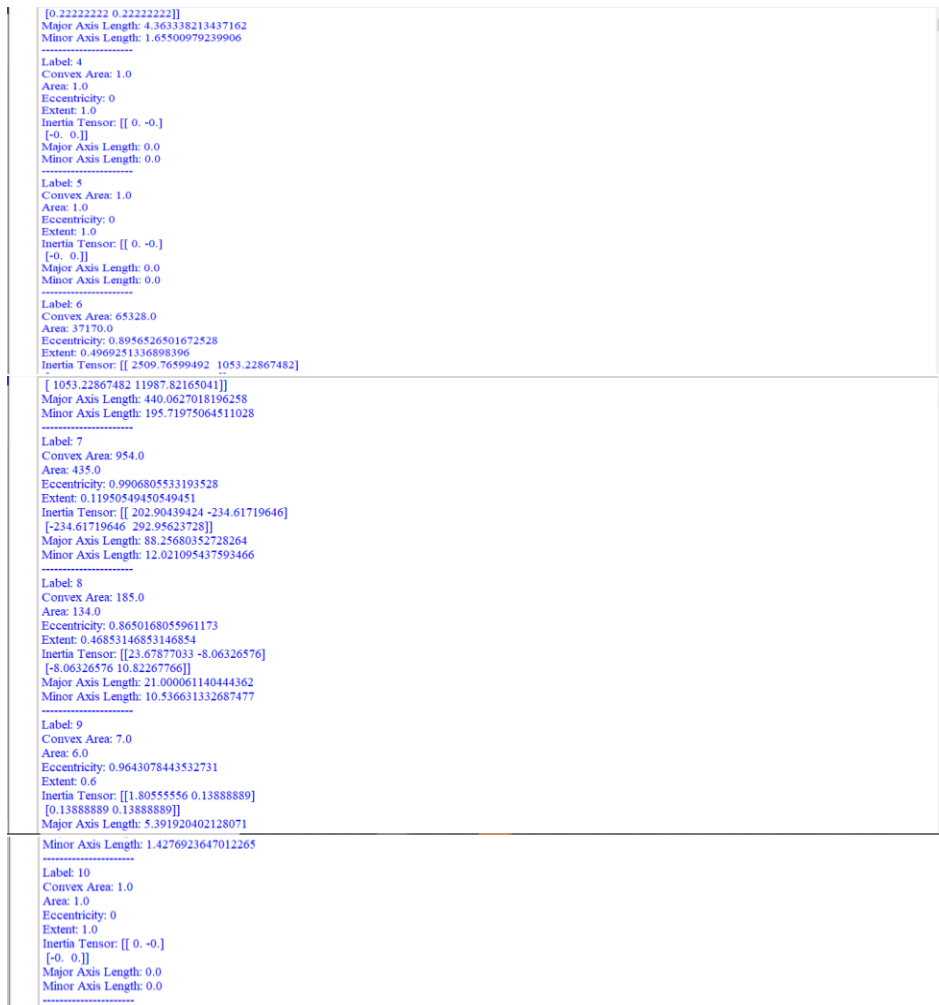 [0.22222222 0.22222222]]
Major Axis Length: 4.363338213437162
Minor Axis Length: 1.65500979239906
----------------------
Label: 4
Convex Area: 1.0
Area: 1.0
Eccentricity: 0
Extent: 1.0
Inertia Tensor: [[ 0. -0.]
[-0. 0.]]
Major Axis Length: 0.0
Minor Axis Length: 0.0
----------------------
Label: 5
Convex Area: 1.0
Area: 1.0
Eccentricity: 0
Extent: 1.0
Inertia Tensor: [[ 0. -0.]
[-0. 0.]]
Major Axis Length: 0.0
Minor Axis Length: 0.0
----------------------
Label: 6
Convex Area: 65328.0
Area: 37170.0
Eccentricity: 0.8956526501672528
Extent: 0.4969251336898396
Inertia Tensor: [[ 2509.76599492 1053.22867482]
[ 1053.22867482 11987.82165041]]
Major Axis Length: 440.0627018196258
Minor Axis Length: 195.71975064511028
----------------------
Label: 7
Convex Area: 954.0
Area: 435.0
Eccentricity: 0.9906805533193528
Extent: 0.11950549450549451
Inertia Tensor: [[ 202.90439424 -234.61719646]
[-234.61719646 292.95623728]]
Major Axis Length: 88.25680352728264
Minor Axis Length: 12.021095437593466
----------------------
Label: 8
Convex Area: 185.0
Area: 134.0
Eccentricity: 0.8650168055961173
Extent: 0.46853146853146854
Inertia Tensor: [[23.67877033 -8.06326576]
[-8.06326576 10.82267766]]
Major Axis Length: 21.000061140444362
Minor Axis Length: 10.536631332687477
----------------------
Label: 9
Convex Area: 7.0
Area: 6.0
Eccentricity: 0.9643078443532731
Extent: 0.6
Inertia Tensor: [[1.80555556 0.13888889]
[0.13888889 0.13888889]]
Major Axis Length: 5.391920402128071
Minor Axis Length: 1.4276923647012265
----------------------
Label: 10
Convex Area: 1.0
Area: 1.0
Eccentricity: 0
Extent: 1.0
Inertia Tensor: [[ 0. -0.]
[-0. 0.]]
Major Axis Length: 0.0
Minor Axis Length: 0.0
----------------------